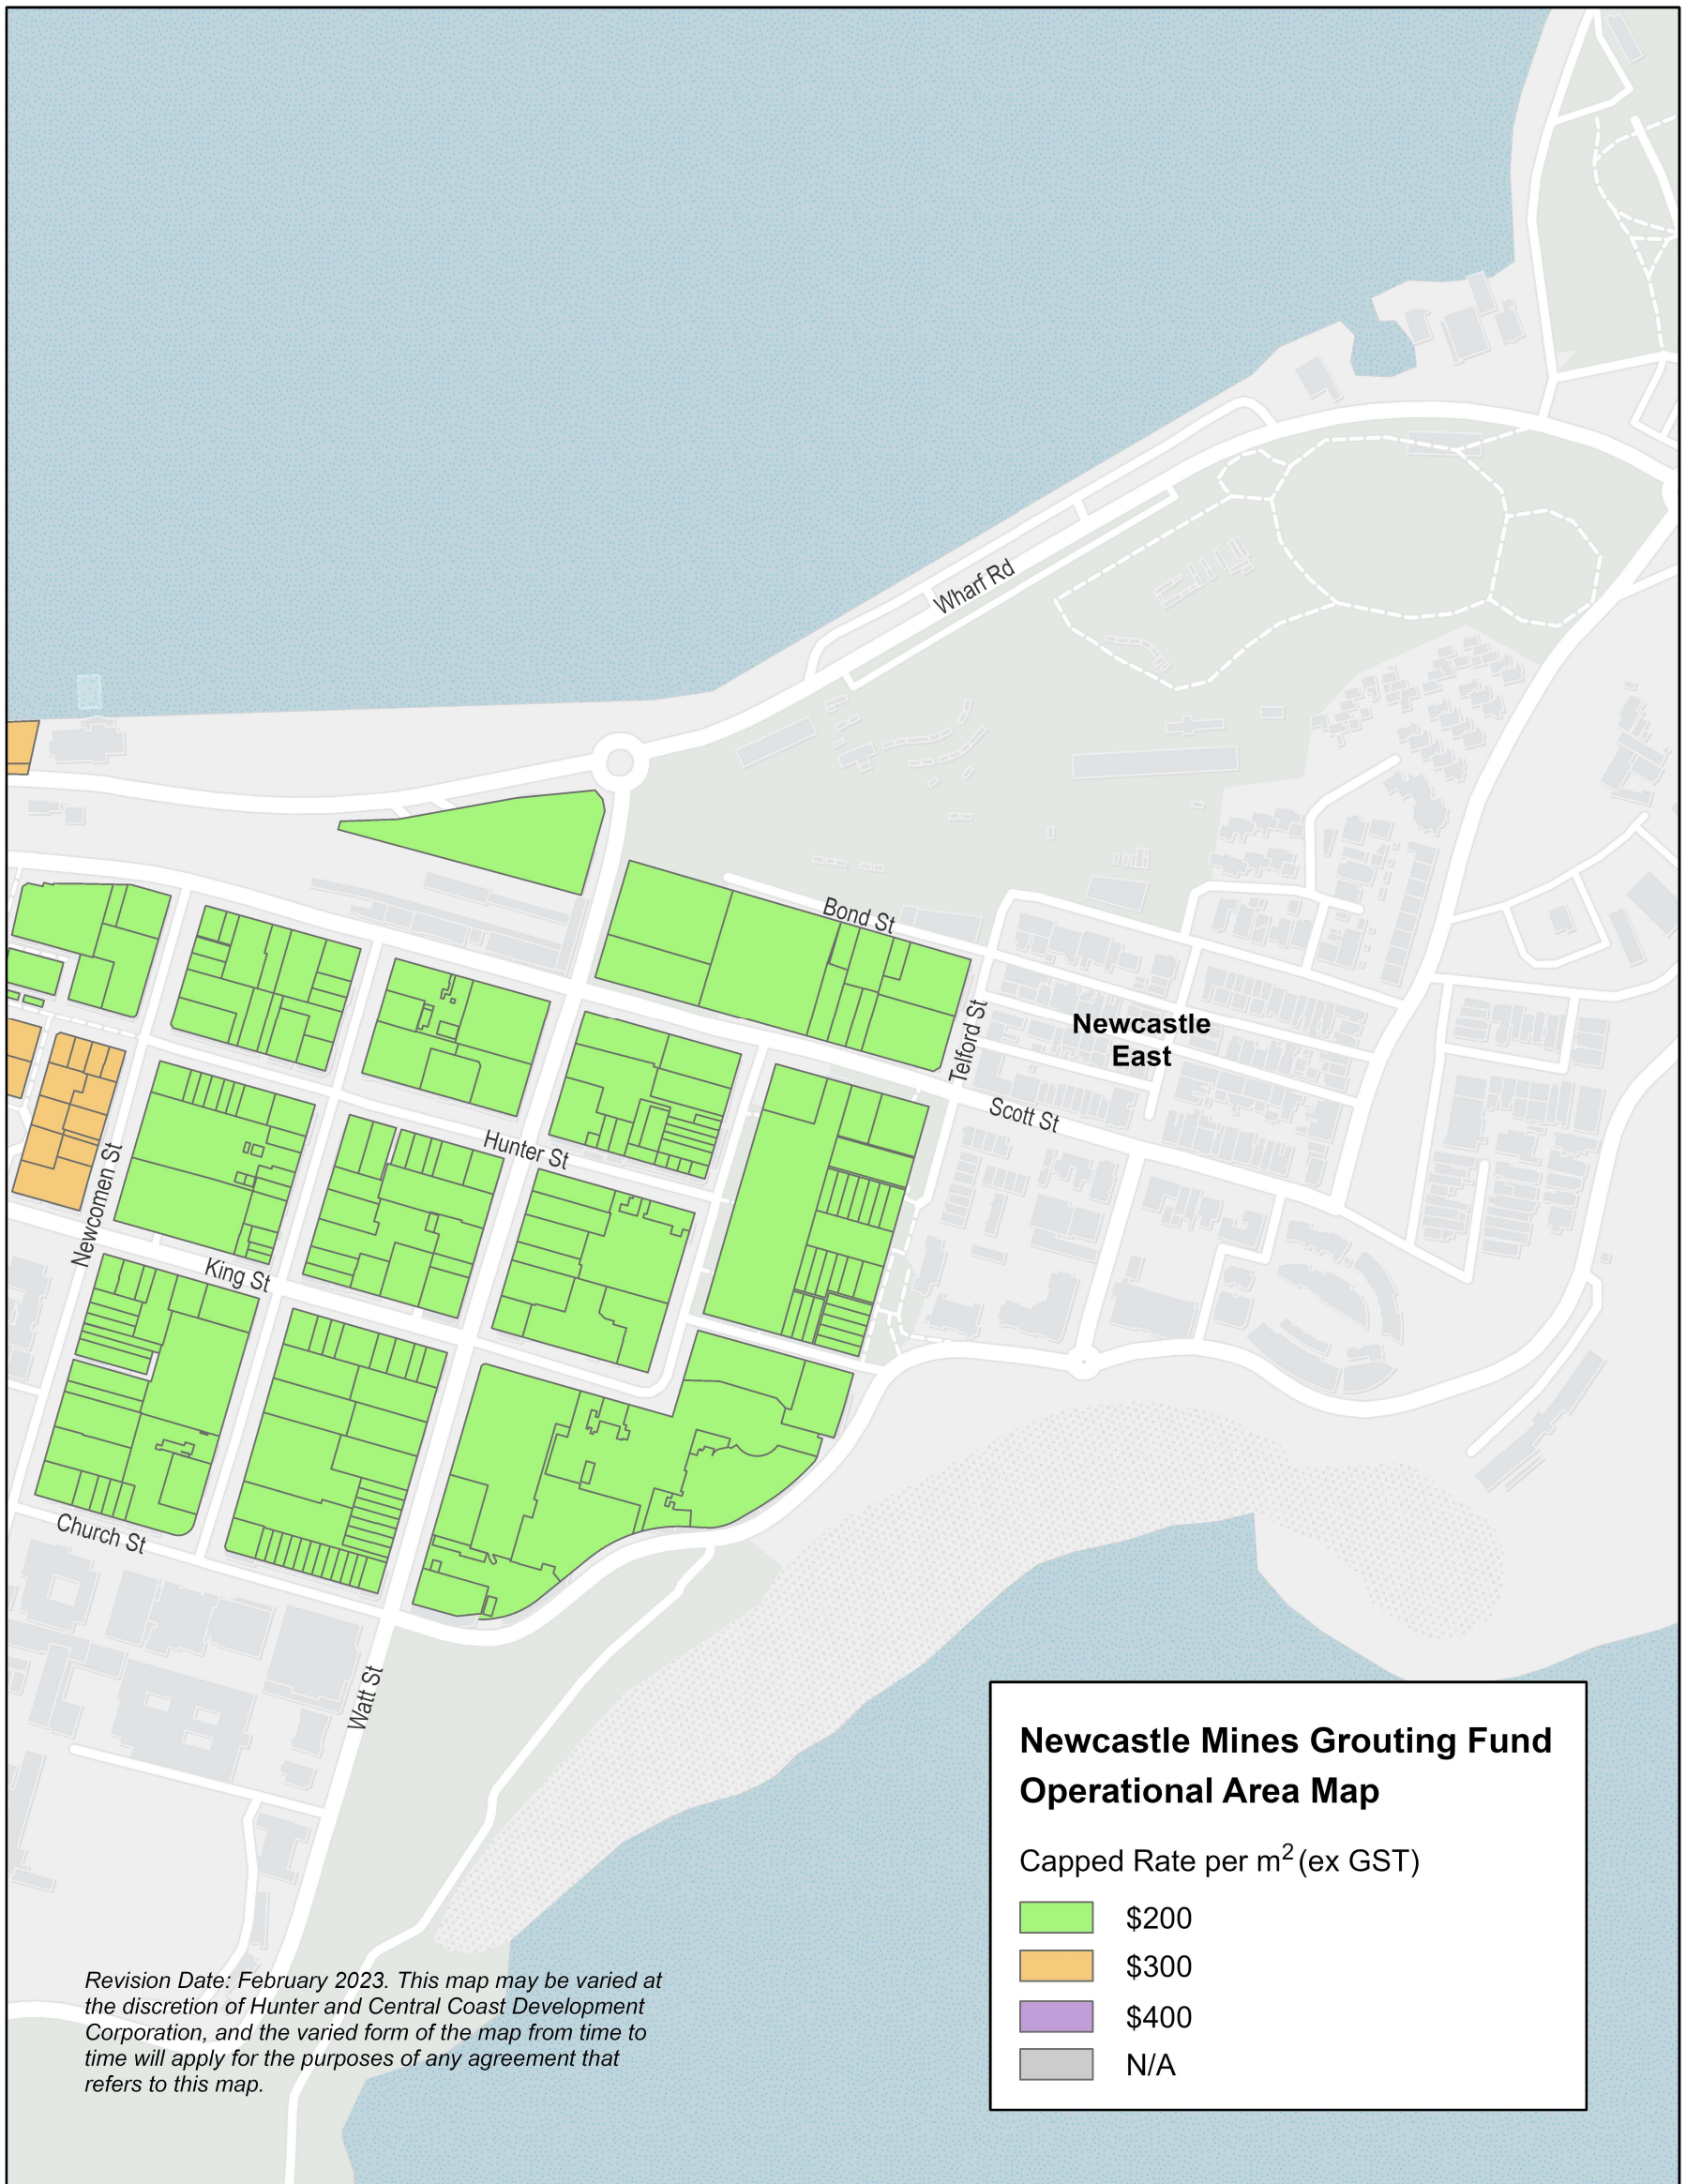 Wharf Rd
Bond St
Telford St
Newcastle
East
Scott St
Hunter St
Newcomen St
King St
Church St
Watt St
Newcastle Mines Grouting Fund
Operational Area Map
Capped Rate per m² (ex GST)
$200
$300
$400
N/A
Revision Date: February 2023. This map may be varied at
the discretion of Hunter and Central Coast Development
Corporation, and the varied form of the map from time to
time will apply for the purposes of any agreement that
refers to this map.